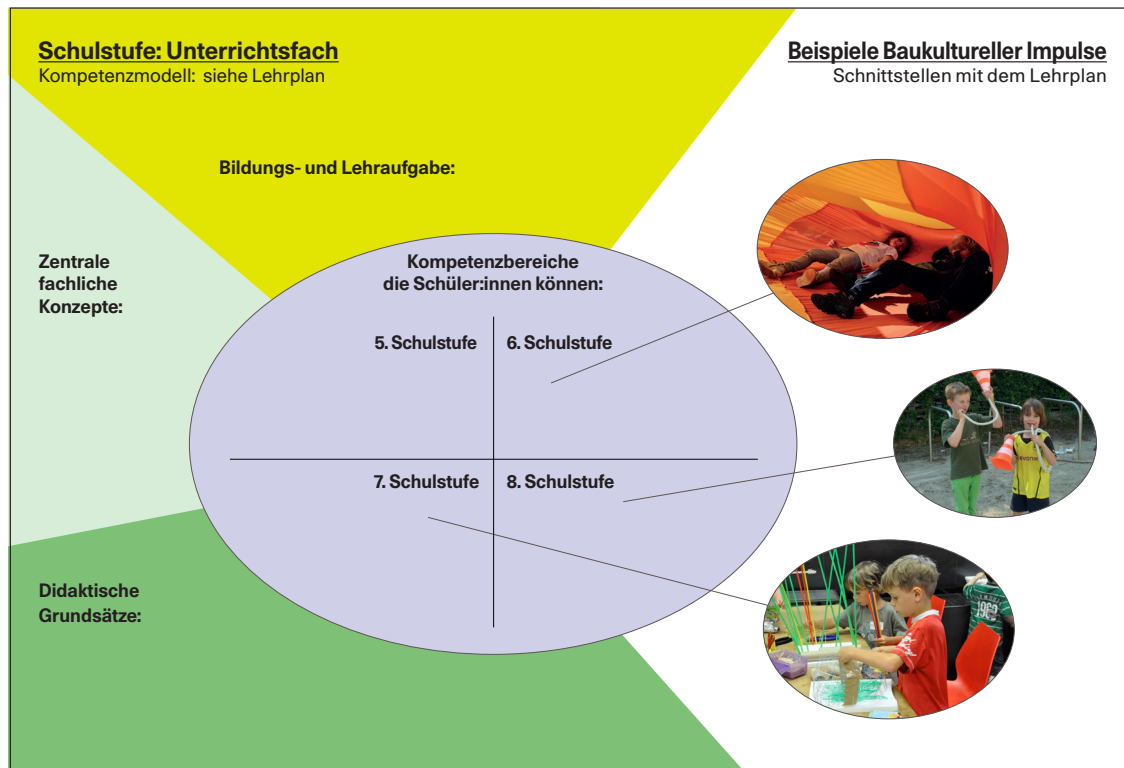 Schulstufe: Unterrichtsfach
Kompetenzmodell: siehe Lehrplan
Beispiele Baukultureller Impulse
Schnittstellen mit dem Lehrplan
Bildungs- und Lehraufgabe:
Zentrale
fachliche
Konzepte:
Kompetenzbereiche
die Schüler:innen können:
5. Schulstufe
6. Schulstufe
7. Schulstufe
8. Schulstufe
Didaktische
Grundsätze:
1962